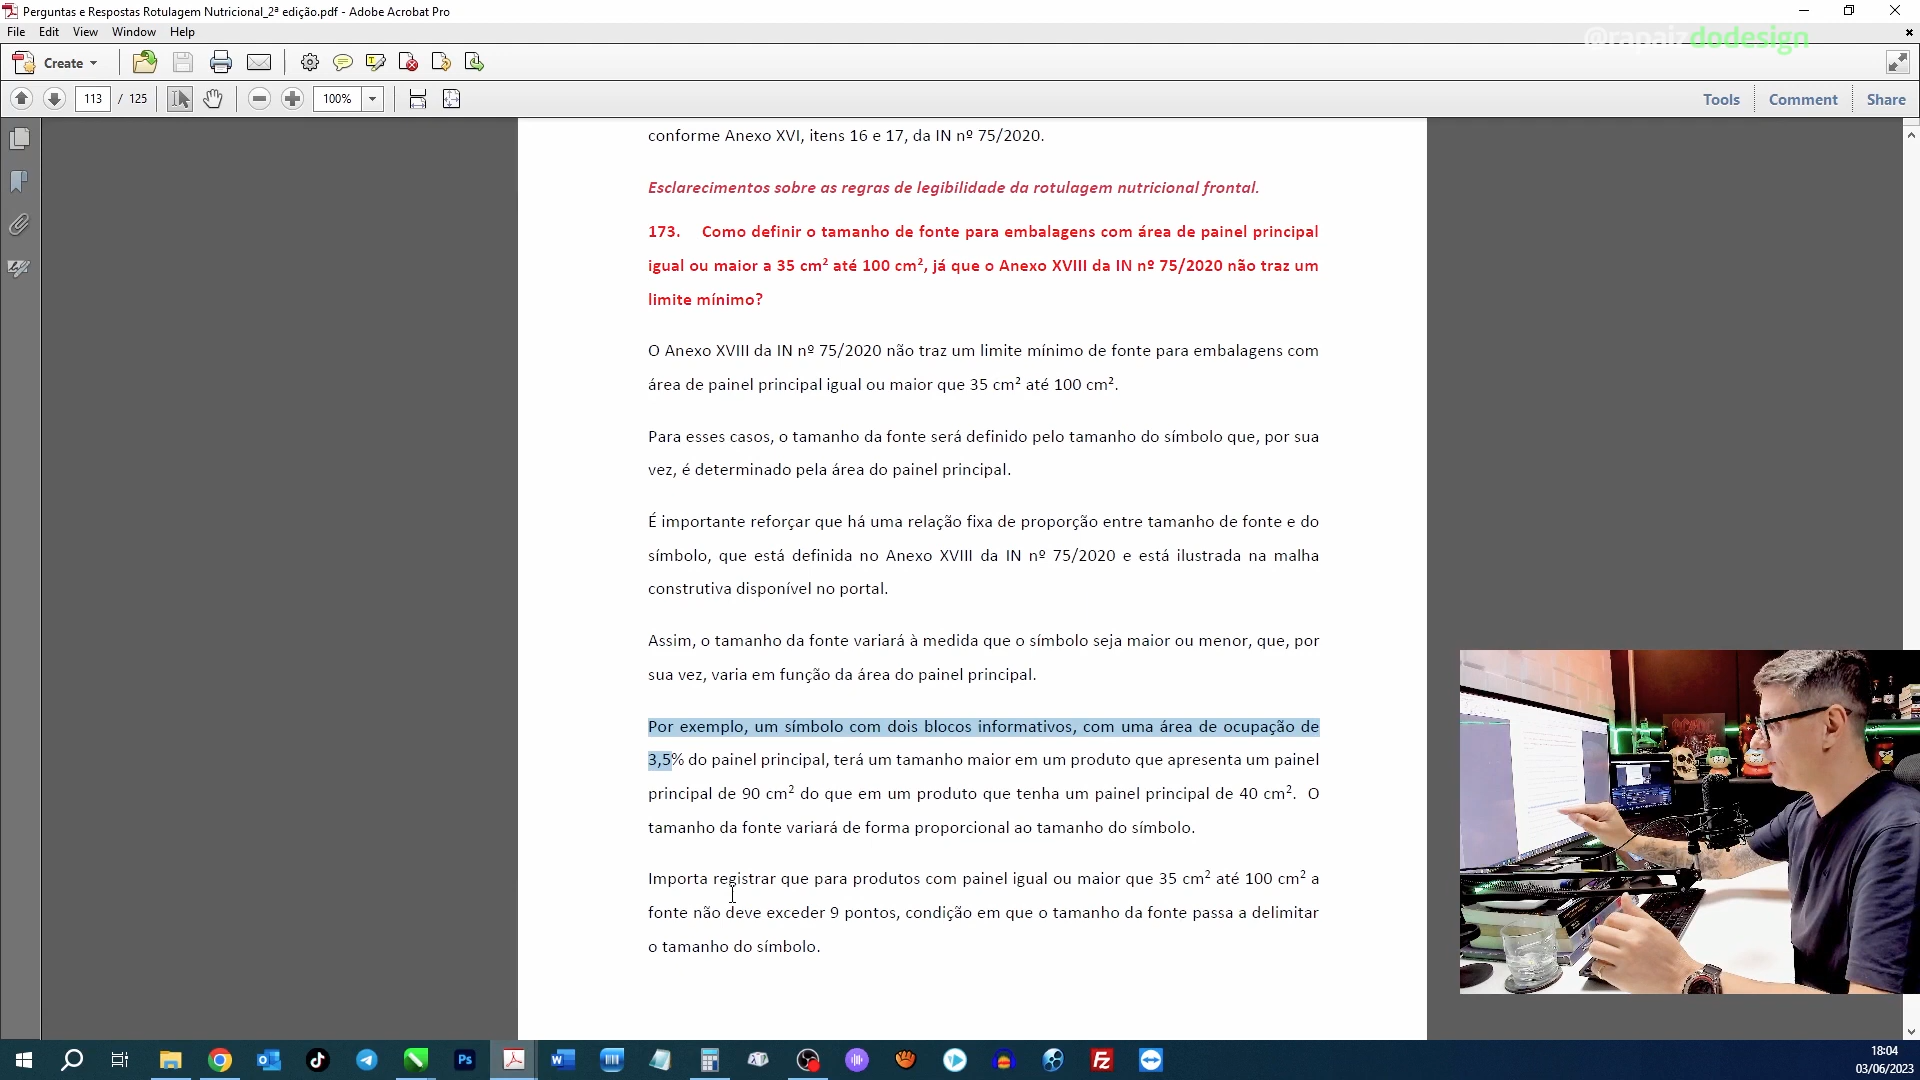 Perguntas e Respostas Rotulagem Nutricional_2ª edição.pdf - Adobe Acrobat Pro
File Edit View Window Help
@rapaizdodesign
Create
113 / 125 100% Tools Comment Share
conforme Anexo XVI, itens 16 e 17, da IN nº 75/2020.
Esclarecimentos sobre as regras de legibilidade da rotulagem nutricional frontal.
173. Como definir o tamanho de fonte para embalagens com área de painel principal
igual ou maior a 35 cm² até 100 cm², já que o Anexo XVIII da IN nº 75/2020 não traz um
limite mínimo?
O Anexo XVIII da IN nº 75/2020 não traz um limite mínimo de fonte para embalagens com
área de painel principal igual ou maior que 35 cm² até 100 cm².
Para esses casos, o tamanho da fonte será definido pelo tamanho do símbolo que, por sua
vez, é determinado pela área do painel principal.
É importante reforçar que há uma relação fixa de proporção entre tamanho de fonte e do
símbolo, que está definida no Anexo XVIII da IN nº 75/2020 e está ilustrada na malha
construtiva disponível no portal.
Assim, o tamanho da fonte variará à medida que o símbolo seja maior ou menor, que, por
sua vez, varia em função da área do painel principal.
Por exemplo, um símbolo com dois blocos informativos, com uma área de ocupação de
3,5% do painel principal, terá um tamanho maior em um produto que apresenta um painel
principal de 90 cm² do que em um produto que tenha um painel principal de 40 cm². O
tamanho da fonte variará de forma proporcional ao tamanho do símbolo.
Importa registrar que para produtos com painel igual ou maior que 35 cm² até 100 cm² a
fonte não deve exceder 9 pontos, condição em que o tamanho da fonte passa a delimitar
o tamanho do símbolo.
Ps
18:04
03/06/2023